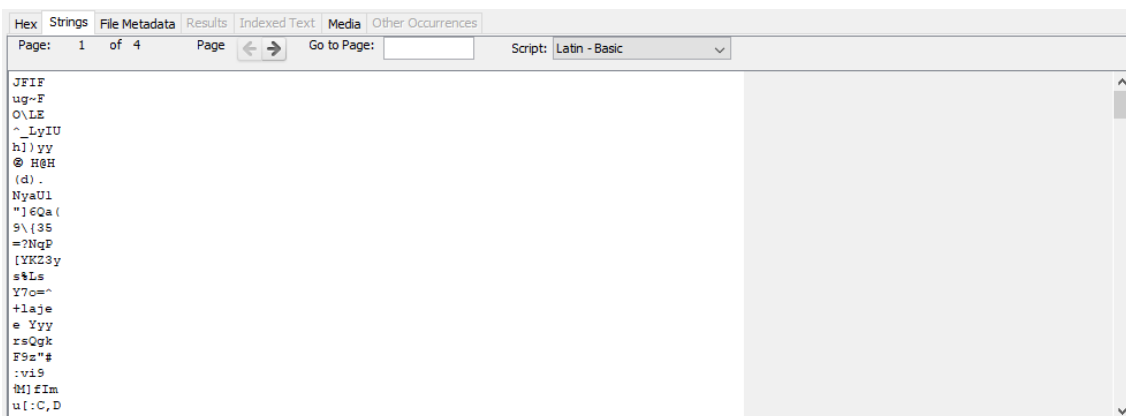 Hex Strings File Metadata Results Indexed Text Media Other Occurrences
Page: 1 of 4 Page Go to Page: Script: Latin - Basic
JFIF
ug~F
O\LE
^_LyIU
h])yy
H@H
(d).
NyaU1
"]6Qa(
9\{35
=?NqP
[YKZ3y
s%Ls
Y7o=^
+laje
e Yyy
rsQgk
F9z"#
:vi9
M]fIm
u[:C,D